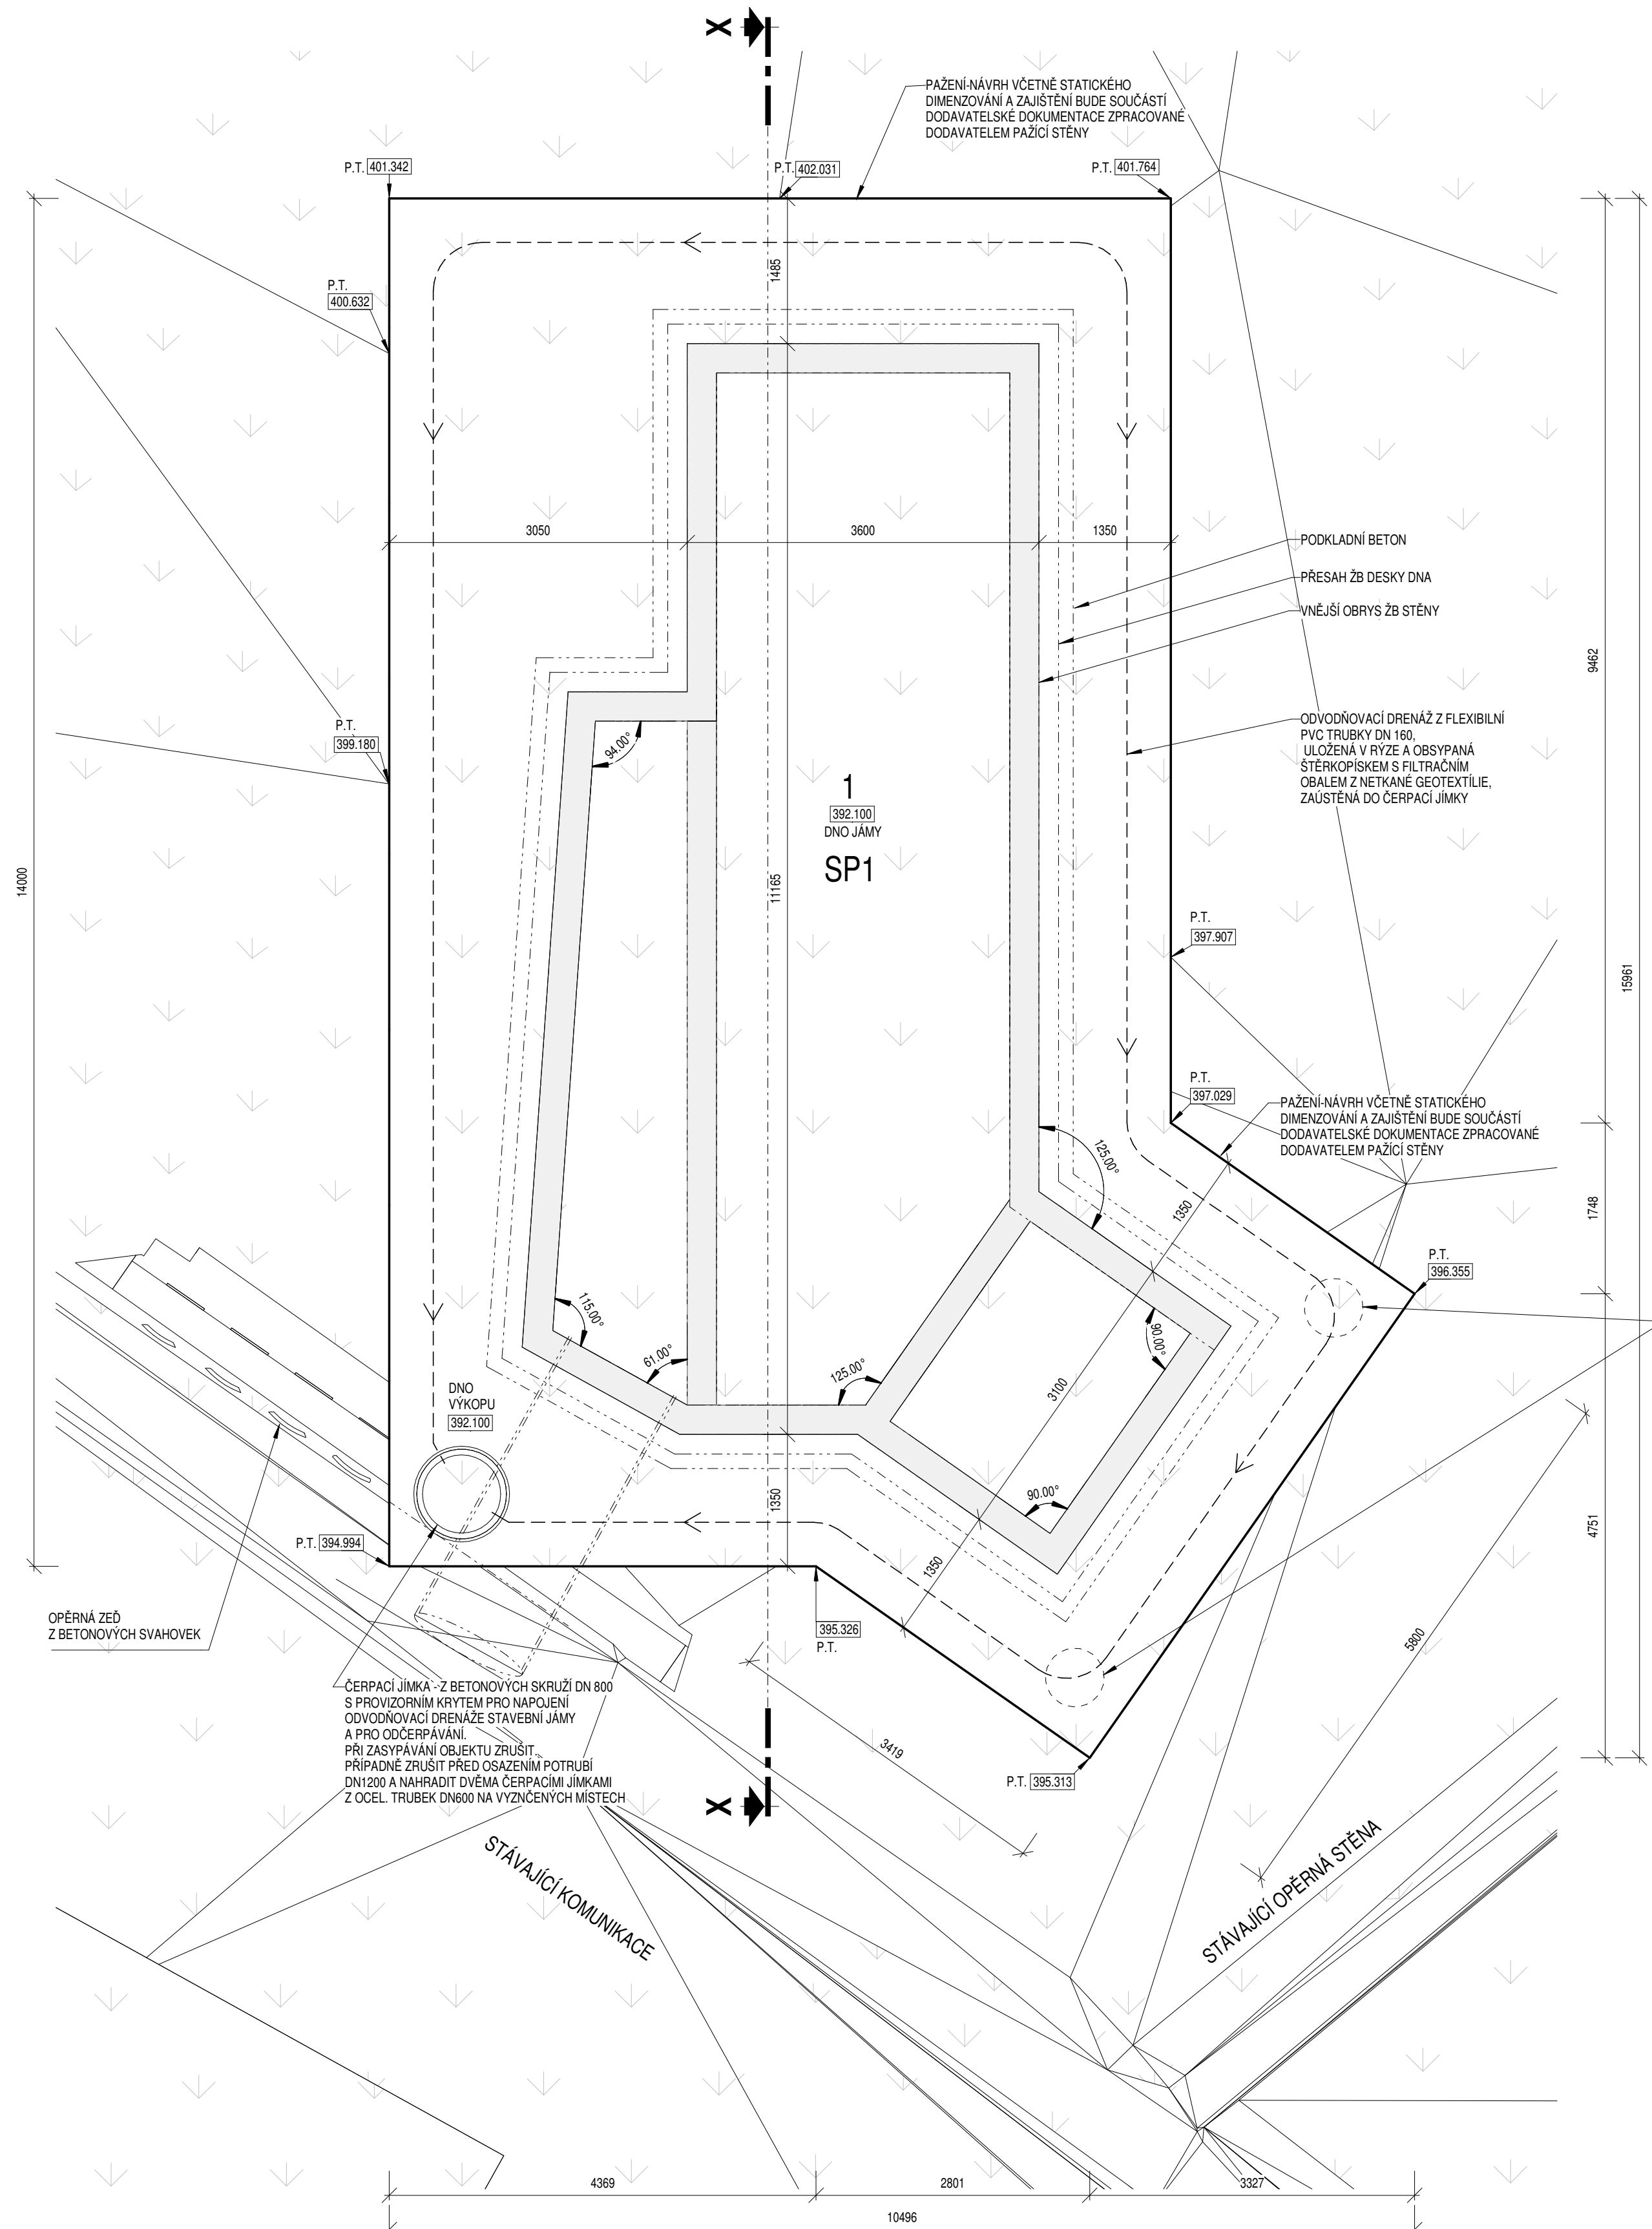 X
PAŽENÍ-NÁVRH VČETNĚ STATICKÉHO
DIMENZOVÁNÍ A ZAJIŠTĚNÍ BUDE SOUČÁSTÍ
DODAVATELSKÉ DOKUMENTACE ZPRACOVANÉ
DODAVATELEM PAŽÍCÍ STĚNY
P.T. 401.342
P.T. 402.031
P.T. 401.764
1485
P.T.
400.632
3050
3600
1350
PODKLADNÍ BETON
PŘESAH ŽB DESKY DNA
VNĚJŠÍ OBRYS ŽB STĚNY
9462
P.T.
399.180
94.00°
ODVODŇOVACÍ DRENÁŽ Z FLEXIBILNÍ
PVC TRUBKY DN 160,
ULOŽENÁ V RÝZE A OBSYPANÁ
ŠTĚRKOPÍSKEM S FILTRAČNÍM
OBALEM Z NETKANÉ GEOTEXTÍLIE,
ZAÚSTĚNÁ DO ČERPACÍ JÍMKY
1
392.100
DNO JÁMY
SP1
14000
11165
P.T.
397.907
15961
P.T.
397.029
PAŽENÍ-NÁVRH VČETNĚ STATICKÉHO
DIMENZOVÁNÍ A ZAJIŠTĚNÍ BUDE SOUČÁSTÍ
DODAVATELSKÉ DOKUMENTACE ZPRACOVANÉ
DODAVATELEM PAŽÍCÍ STĚNY
125.00°
1350
1748
P.T.
396.355
115.00°
61.00°
125.00°
90.00°
3100
DNO
VÝKOPU
392.100
90.00°
1350
4751
P.T. 394.994
1350
OPĚRNÁ ZEĎ
Z BETONOVÝCH SVAHOVEK
395.326
P.T.
5800
ČERPACÍ JÍMKA - Z BETONOVÝCH SKRUŽÍ DN 800
S PROVIZORNÍM KRYTEM PRO NAPOJENÍ
ODVODŇOVACÍ DRENÁŽE STAVEBNÍ JÁMY
A PRO ODČERPÁVÁNÍ.
PŘI ZASYPÁVÁNÍ OBJEKTU ZRUŠIT.
PŘÍPADNĚ ZRUŠIT PŘED OSAZENÍM POTRUBÍ
DN1200 A NAHRADIT DVĚMA ČERPACÍMI JÍMKAMI
Z OCEL. TRUBEK DN600 NA VYZNČENÝCH MÍSTECH
3419
P.T. 395.313
X
STÁVAJÍCÍ KOMUNIKACE
STÁVAJÍCÍ OPĚRNÁ STĚNA
4369
2801
3327
10496